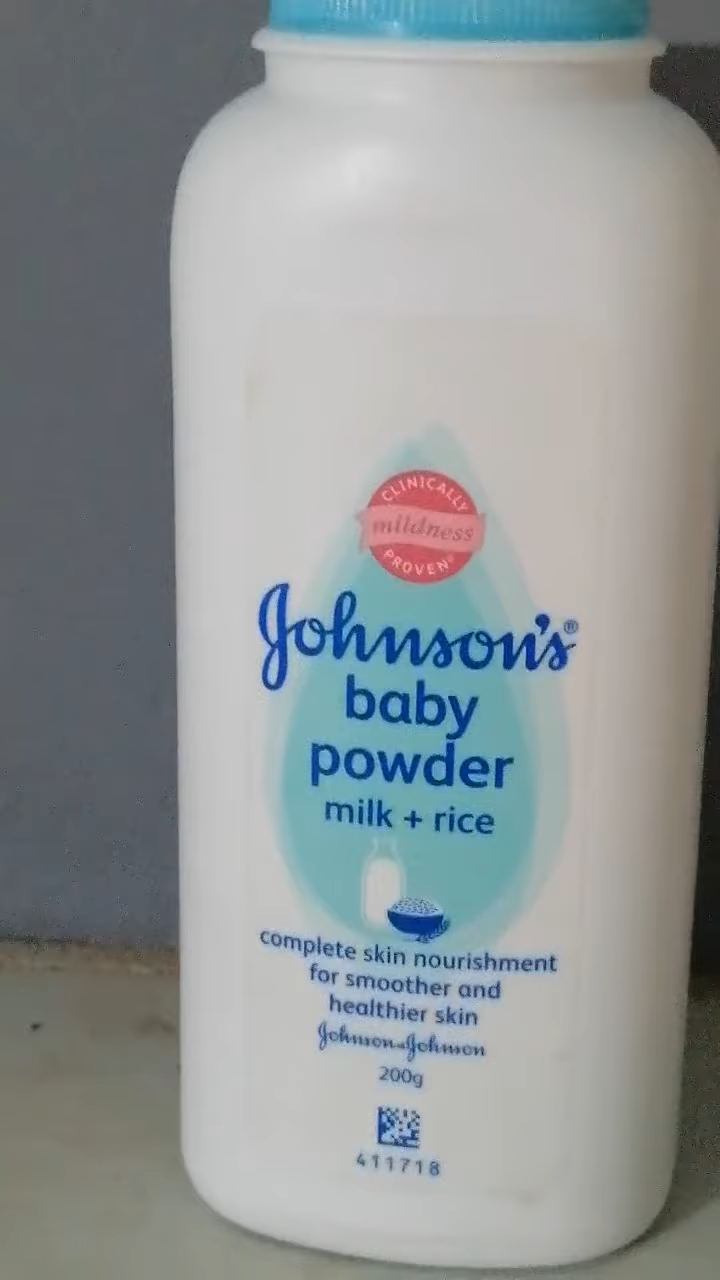 CLINICALLY
mildness
PROVEN®
Johnson's®
baby
powder
milk + rice
complete skin nourishment
for smoother and
healthier skin
Johnson&Johnson
200g
411718